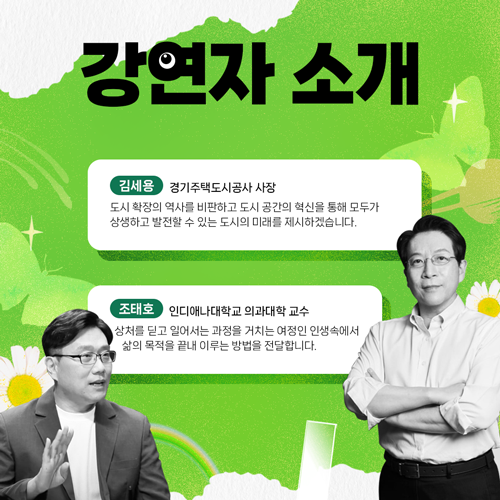 강연자 소개
김세용 경기주택도시공사 사장
도시 확장의 역사를 비판하고 도시 공간의 혁신을 통해 모두가
상생하고 발전할 수 있는 도시의 미래를 제시하겠습니다.
조태호 인디애나대학교 의과대학 교수
상처를 딛고 일어서는 과정을 거치는 여정인 인생속에서
삶의 목적을 끝내 이루는 방법을 전달합니다.